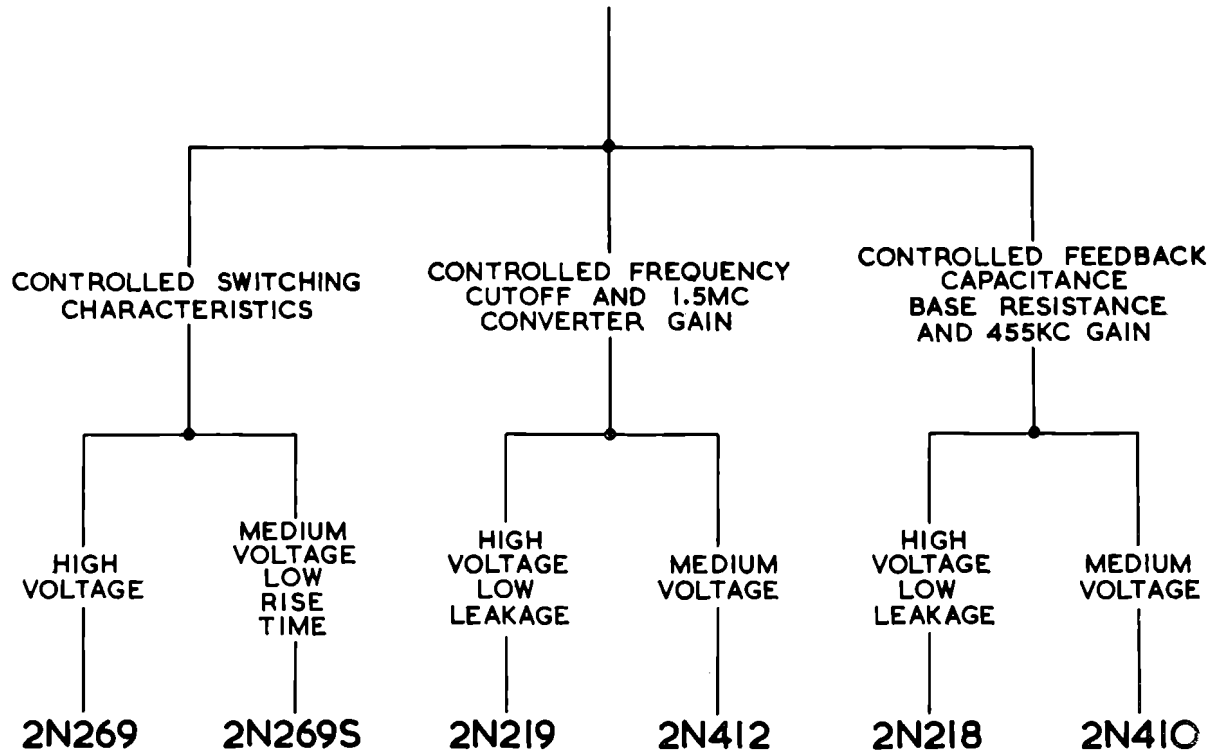 CONTROLLED SWITCHING
CHARACTERISTICS
CONTROLLED FREQUENCY
CUTOFF AND 1.5MC
CONVERTER GAIN
CONTROLLED FEEDBACK
CAPACITANCE
BASE RESISTANCE
AND 455KC GAIN
HIGH
VOLTAGE
MEDIUM
VOLTAGE
LOW
RISE
TIME
HIGH
VOLTAGE
LOW
LEAKAGE
MEDIUM
VOLTAGE
HIGH
VOLTAGE
LOW
LEAKAGE
MEDIUM
VOLTAGE
2N269
2N269S
2N219
2N412
2N218
2N410